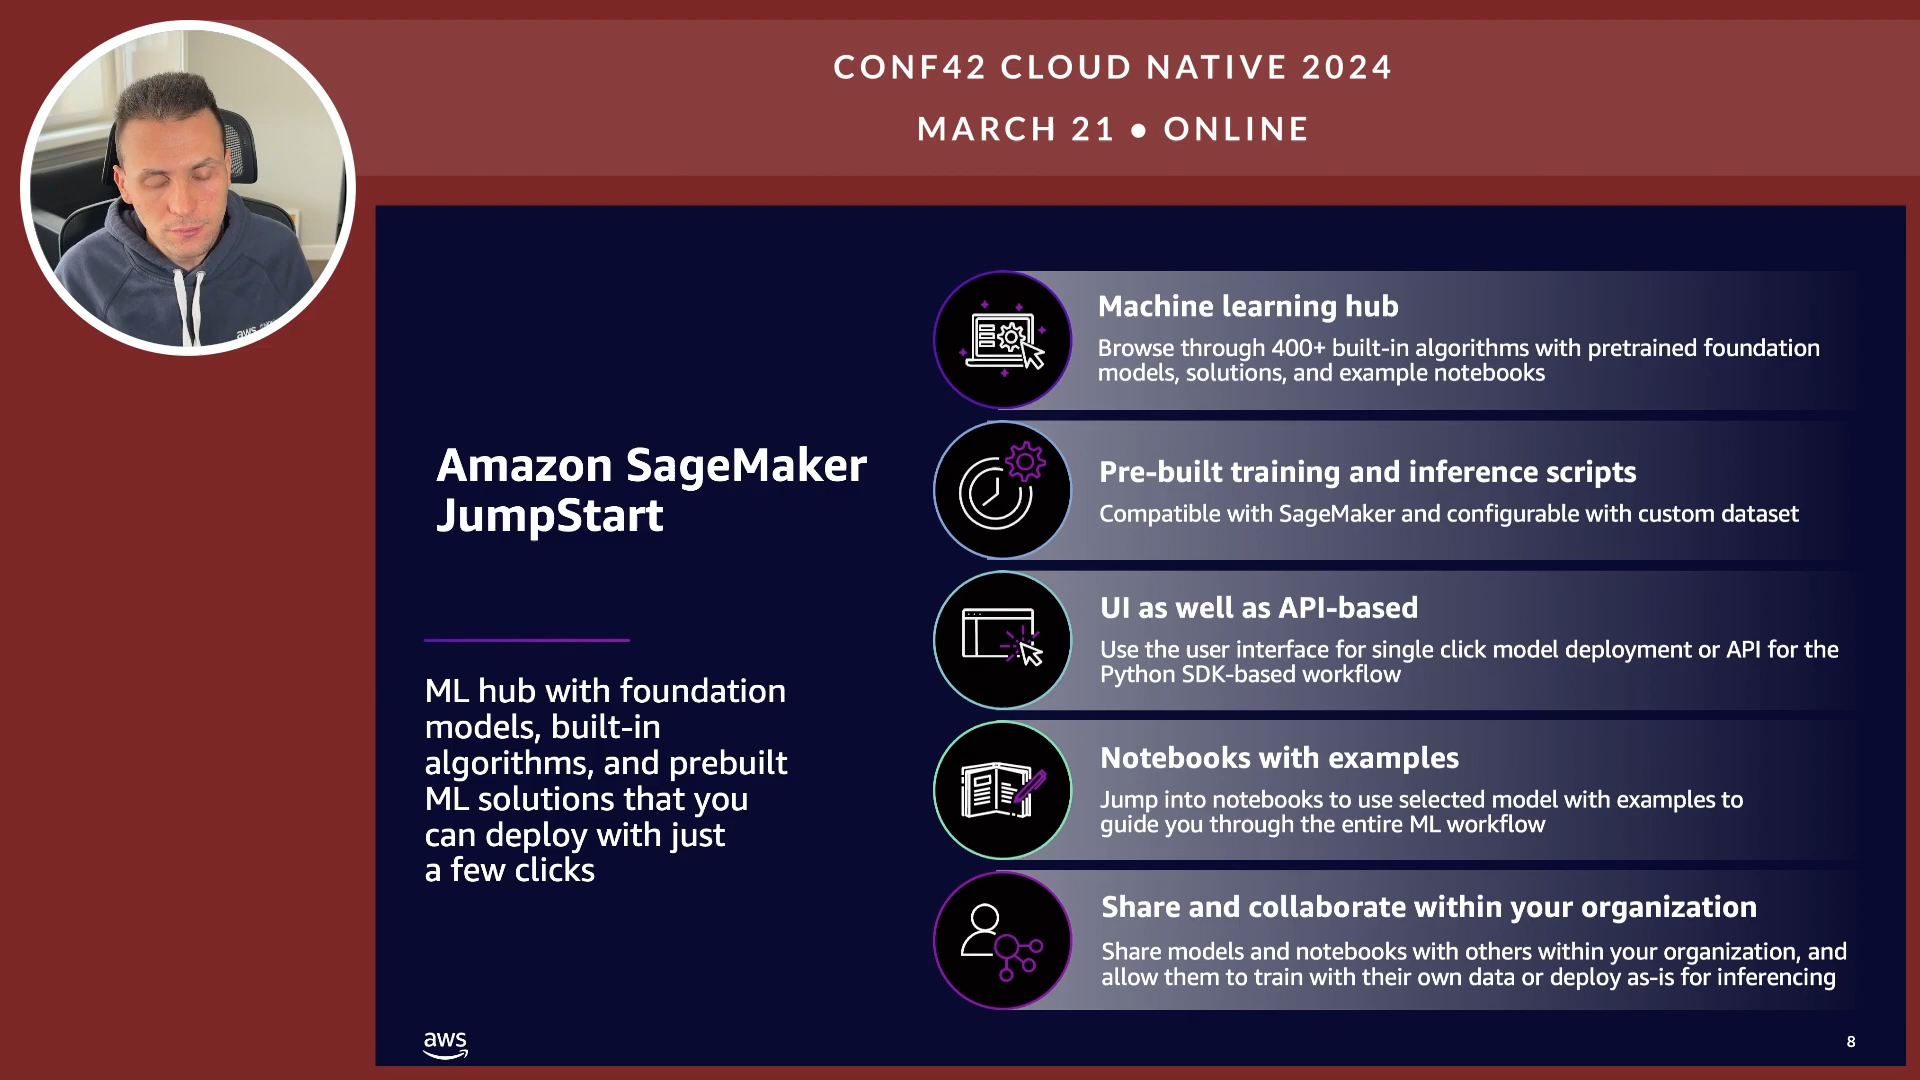 CONF42 CLOUD NATIVE 2024
MARCH 21 • ONLINE
aws
Amazon SageMaker
JumpStart
ML hub with foundation
models, built-in
algorithms, and prebuilt
ML solutions that you
can deploy with just
a few clicks
Machine learning hub
Browse through 400+ built-in algorithms with pretrained foundation
models, solutions, and example notebooks
Pre-built training and inference scripts
Compatible with SageMaker and configurable with custom dataset
UI as well as API-based
Use the user interface for single click model deployment or API for the
Python SDK-based workflow
Notebooks with examples
Jump into notebooks to use selected model with examples to
guide you through the entire ML workflow
Share and collaborate within your organization
Share models and notebooks with others within your organization, and
allow them to train with their own data or deploy as-is for inferencing
aws
8